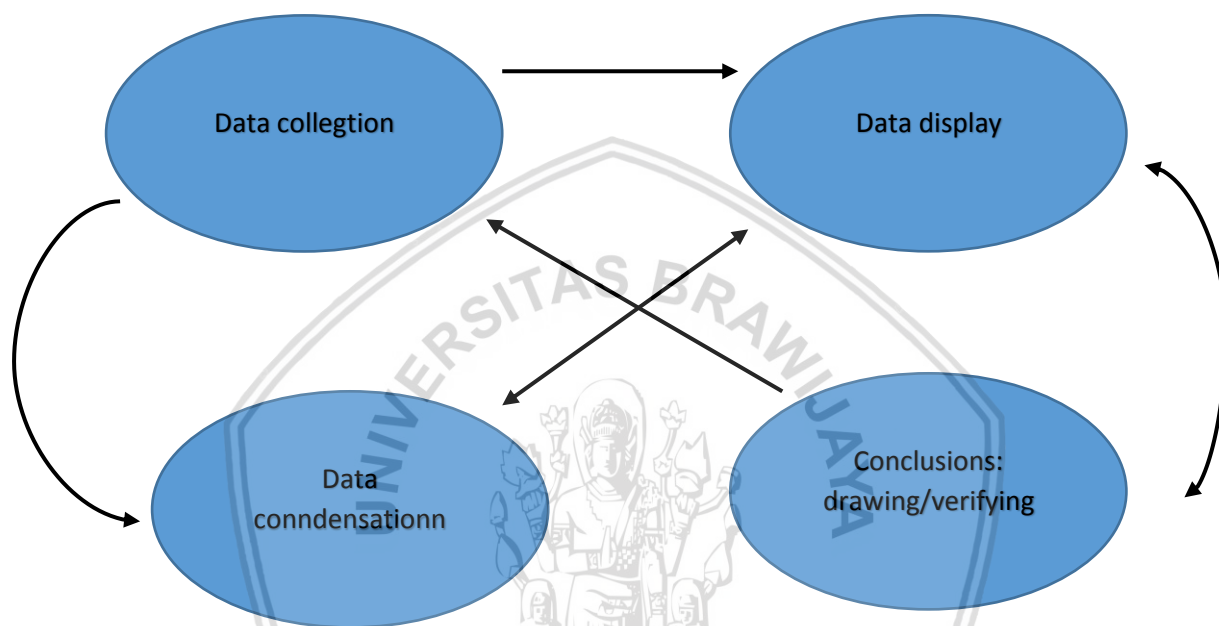 Data collegtion
Data display
UNIVERSITAS BRAWIJAYA
Data
conndensationn
Conclusions:
drawing/verifying